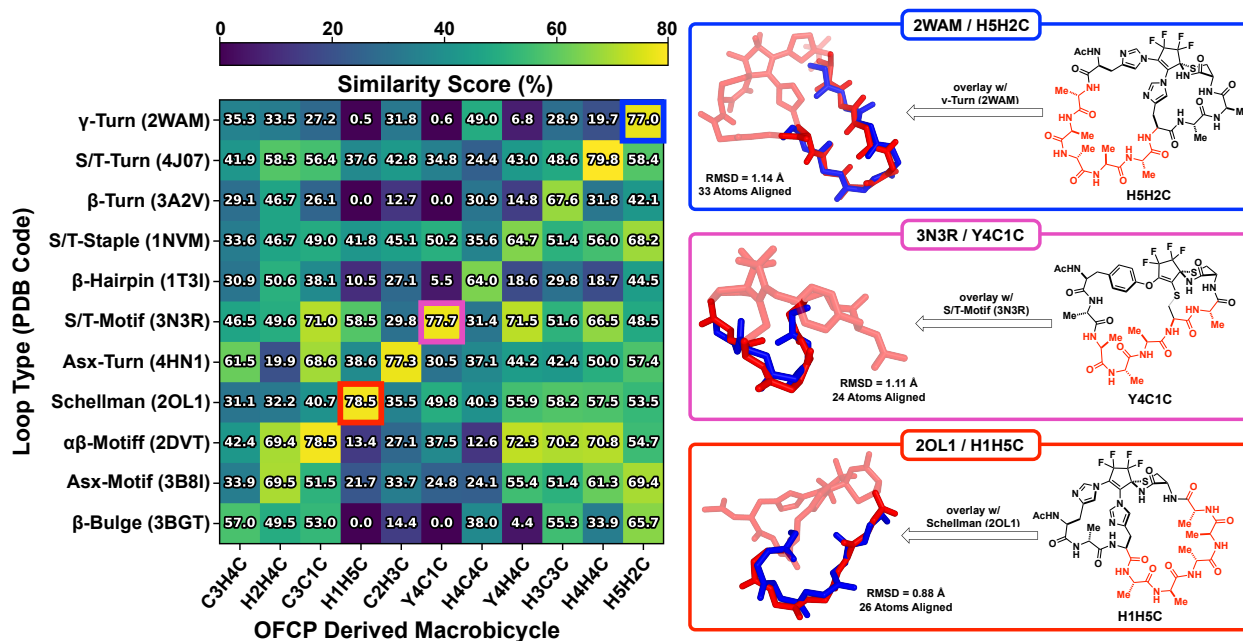 0 20 40 60 80
Similarity Score (%)
Loop Type (PDB Code)
γ-Turn (2WAM) 35.3 33.5 27.2 0.5 31.8 0.6 49.0 6.8 28.9 19.7 77.0
S/T-Turn (4J07) 41.9 58.3 56.4 37.6 42.8 34.8 24.4 43.0 48.6 79.8 58.4
β-Turn (3A2V) 29.1 46.7 26.1 0.0 12.7 0.0 30.9 14.8 67.6 31.8 42.1
S/T-Staple (1NVM) 33.6 46.7 49.0 41.8 45.1 50.2 35.6 64.7 51.4 56.0 68.2
β-Hairpin (1T3I) 30.9 50.6 38.1 10.5 27.1 5.5 64.0 18.6 29.8 18.7 44.5
S/T-Motif (3N3R) 46.5 49.6 71.0 58.5 29.8 77.7 31.4 71.5 51.6 66.5 48.5
Asx-Turn (4HN1) 61.5 19.9 68.6 38.6 77.3 30.5 37.1 44.2 42.4 50.0 57.4
Schellman (2OL1) 31.1 32.2 40.7 78.5 35.5 49.8 40.3 55.9 58.2 57.5 53.5
αβ-Motiff (2DVT) 42.4 69.4 78.5 13.4 27.1 37.5 12.6 72.3 70.2 70.8 54.7
Asx-Motif (3B8I) 33.9 69.5 51.5 21.7 33.7 24.8 24.1 55.4 51.4 61.3 69.4
β-Bulge (3BGT) 57.0 49.5 53.0 0.0 14.4 0.0 38.0 4.4 55.3 33.9 65.7
C3H4C H2H4C C3C1C H1H5C C2H3C Y4C1C H4C4C Y4H4C H3C3C H4H4C H5H2C
OFCP Derived Macrobicycle
2WAM / H5H2C
RMSD = 1.14 Å
33 Atoms Aligned
overlay w/
γ-Turn (2WAM)
H5H2C
3N3R / Y4C1C
RMSD = 1.11 Å
24 Atoms Aligned
overlay w/
S/T-Motif (3N3R)
Y4C1C
2OL1 / H1H5C
RMSD = 0.88 Å
26 Atoms Aligned
overlay w/
Schellman (2OL1)
H1H5C